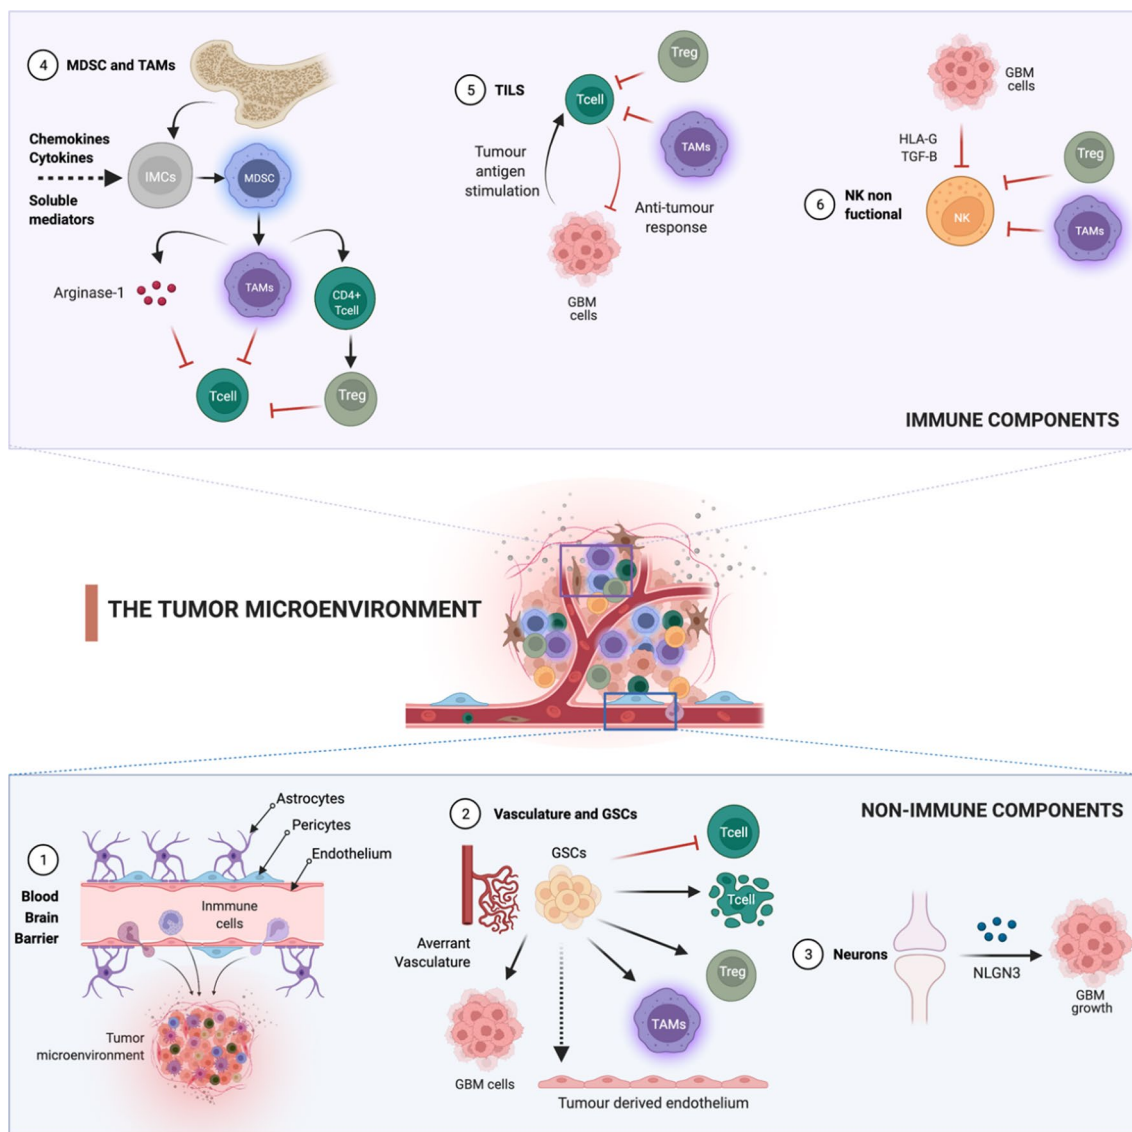 4 MDSC and TAMs
Chemokines
Cytokines
Soluble
mediators
IMCs
MDSC
Arginase-1
TAMs
CD4+
Tcell
Tcell
Treg
5 TILS
Tcell
Treg
TAMs
Tumour
antigen
stimulation
Anti-tumour
response
GBM
cells
GBM
cells
HLA-G
TGF-B
Treg
6 NK non
fuctional
NK
TAMs
IMMUNE COMPONENTS
THE TUMOR MICROENVIRONMENT
NON-IMMUNE COMPONENTS
1
Blood
Brain
Barrier
Astrocytes
Pericytes
Endothelium
Inmmune
cells
Tumor
microenvironment
2 Vasculature and GSCs
GSCs
Tcell
Tcell
Averrant
Vasculature
Treg
TAMs
GBM cells
Tumour derived endothelium
3 Neurons
NLGN3
GBM
growth